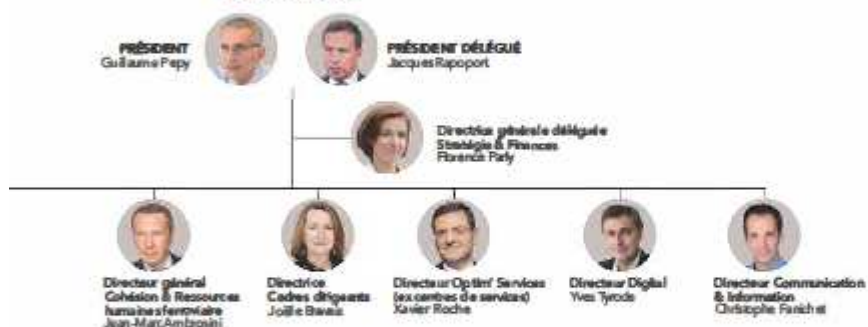 PRÉSIDENT
Guillaume Pepy
PRÉSIDENT DÉLÉGUÉ
Jacques Rapoport
Directrice générale déléguée
Stratégie & Finances
Florence Parly
Directeur général
Cohésion & Ressources
humaines ferroviaire
Jean-Marc Ambrosini
Directrice
Cadres dirigeants
Joëlle Bravais
Directeur Optim' Services
(ex centres de services)
Xavier Roche
Directeur Digital
Yves Tyrode
Directeur Communication
& Information
Christophe Fanichet